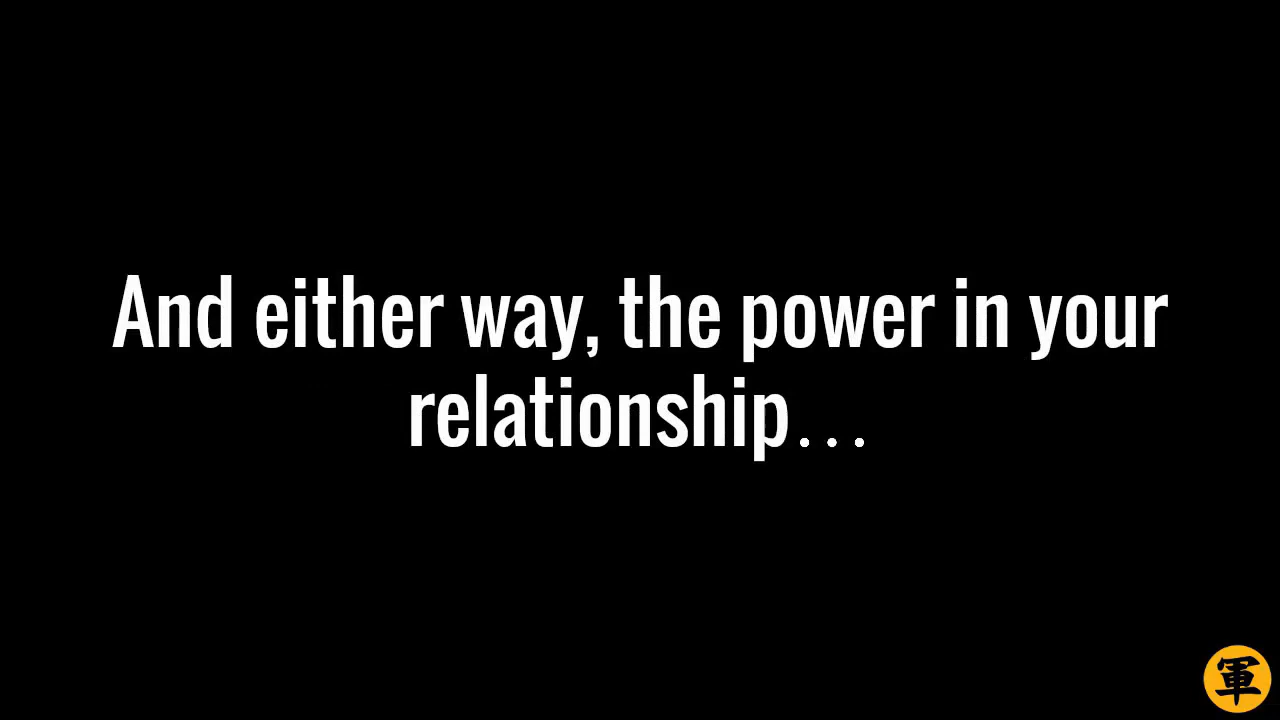 And either way, the power in your
relationship…
軍